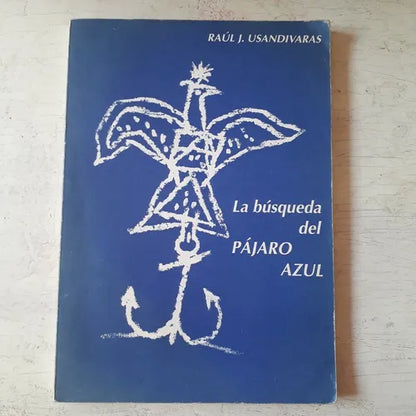 RAÚL J. USANDIVARAS
La búsqueda
del
PÁJARO
AZUL